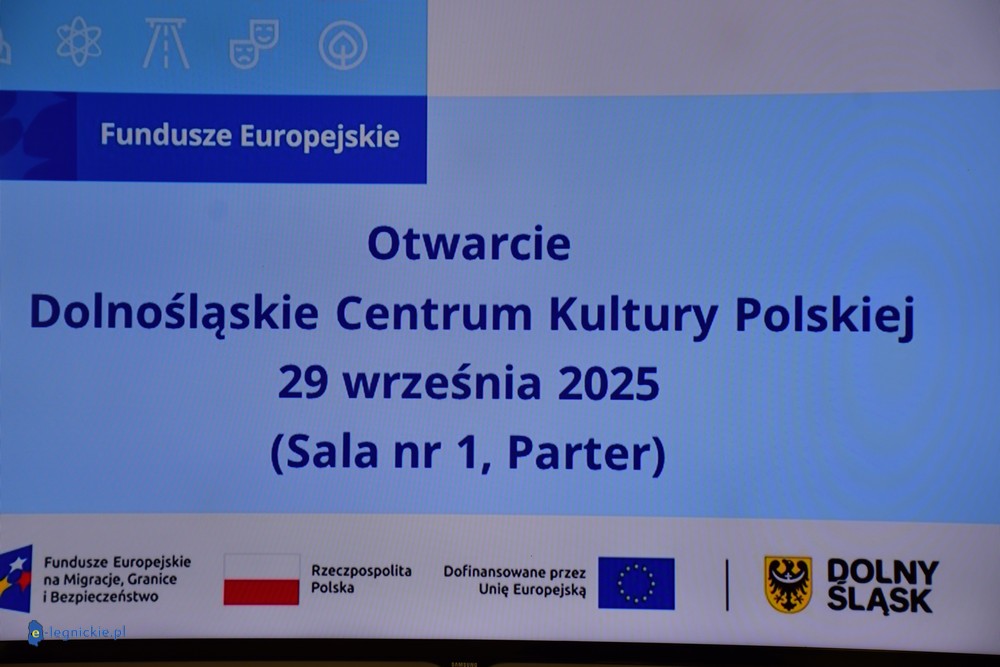 Fundusze Europejskie
Otwarcie
Dolnośląskie Centrum Kultury Polskiej
29 września 2025
(Sala nr 1, Parter)
Fundusze Europejskie
na Migracje, Granice
i Bezpieczeństwo
Rzeczpospolita
Polska
Dofinansowane przez
Unię Europejską
DOLNY
ŚLĄSK
e-legnickie.pl
SAMSUNG